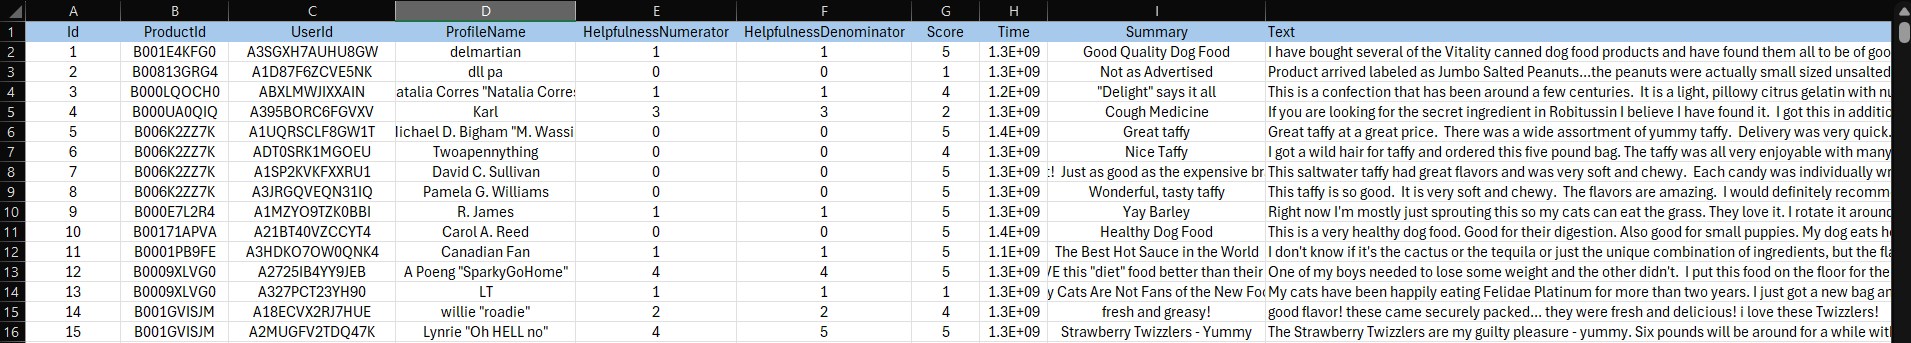 A B C D E F G H I
1 Id ProductId UserId ProfileName HelpfulnessNumerator HelpfulnessDenominator Score Time Summary Text
2 1 B001E4KFG0 A3SGXH7AUHU8GW delmartian 1 1 5 1.3E+09 Good Quality Dog Food I have bought several of the Vitality canned dog food products and have found them all to be of goo
3 2 B00813GRG4 A1D87F6ZCVE5NK dll pa 0 0 1 1.3E+09 Not as Advertised Product arrived labeled as Jumbo Salted Peanuts...the peanuts were actually small sized unsalted
4 3 B000LQOCH0 ABXLMWJIXXAIN atalia Corres "Natalia Corres 1 1 4 1.2E+09 "Delight" says it all This is a confection that has been around a few centuries. It is a light, pillowy citrus gelatin with nu
5 4 B000UA0QIQ A395BORC6FGVXV Karl 3 3 2 1.3E+09 Cough Medicine If you are looking for the secret ingredient in Robitussin I believe I have found it. I got this in additio
6 5 B006K2ZZ7K A1UQRSCLF8GW1T Michael D. Bigham "M. Wassi 0 0 5 1.4E+09 Great taffy Great taffy at a great price. There was a wide assortment of yummy taffy. Delivery was very quick.
7 6 B006K2ZZ7K ADT0SRK1MGOEU Twoapennything 0 0 4 1.3E+09 Nice Taffy I got a wild hair for taffy and ordered this five pound bag. The taffy was all very enjoyable with many
8 7 B006K2ZZ7K A1SP2KVKFXXRU1 David C. Sullivan 0 0 5 1.3E+09 ! Just as good as the expensive br This saltwater taffy had great flavors and was very soft and chewy. Each candy was individually wr
9 8 B006K2ZZ7K A3JRGQVEQN31IQ Pamela G. Williams 0 0 5 1.3E+09 Wonderful, tasty taffy This taffy is so good. It is very soft and chewy. The flavors are amazing. I would definitely recomm
10 9 B000E7L2R4 A1MZYO9TZK0BBI R. James 1 1 5 1.3E+09 Yay Barley Right now I'm mostly just sprouting this so my cats can eat the grass. They love it. I rotate it around
11 10 B00171APVA A21BT40VZCCYT4 Carol A. Reed 0 0 5 1.4E+09 Healthy Dog Food This is a very healthy dog food. Good for their digestion. Also good for small puppies. My dog eats h
12 11 B0001PB9FE A3HDKO7OW0QNK4 Canadian Fan 1 1 5 1.1E+09 The Best Hot Sauce in the World I don't know if it's the cactus or the tequila or just the unique combination of ingredients, but the fla
13 12 B0009XLVG0 A2725IB4YY9JEB A Poeng "SparkyGoHome" 4 4 5 1.3E+09 VE this "diet" food better than their One of my boys needed to lose some weight and the other didn't. I put this food on the floor for the
14 13 B0009XLVG0 A327PCT23YH90 LT 1 1 1 1.3E+09 y Cats Are Not Fans of the New Foo My cats have been happily eating Felidae Platinum for more than two years. I just got a new bag an
15 14 B001GVISJM A18ECVX2RJ7HUE willie "roadie" 2 2 4 1.3E+09 fresh and greasy! good flavor! these came securely packed... they were fresh and delicious! i love these Twizzlers!
16 15 B001GVISJM A2MUGFV2TDQ47K Lynrie "Oh HELL no" 4 5 5 1.3E+09 Strawberry Twizzlers - Yummy The Strawberry Twizzlers are my guilty pleasure - yummy. Six pounds will be around for a while wit